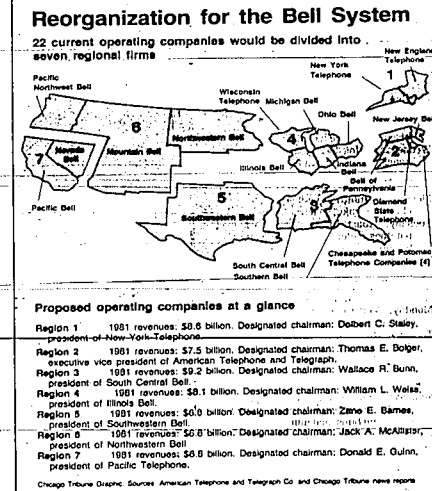 Reorganization for the Bell System
22 current operating companies would be divided into
seven regional firms
New England
Telephone
New York
Telephone
1
Pacific
Northwest Bell
Wisconsin
Telephone
Michigan Bell
Ohio Bell
New Jersey Bell
6
Northwestern Bell
4
2
7
Nevada
Bell
Mountain Bell
Illinois Bell
Indiana
Bell
Bell of
Pennsylvania
Diamond
State
Telephone
5
3
Pacific Bell
Southwestern Bell
Chesapeake and Potomac
Telephone Companies [4]
South Central Bell
Southern Bell
Proposed operating companies at a glance
Region 1 1981 revenues: $8.6 billion. Designated chairman: Delbert C. Staley,
president of New York Telephone.
Region 2 1981 revenues: $7.5 billion. Designated chairman: Thomas E. Bolger,
executive vice president of American Telephone and Telegraph.
Region 3 1981 revenues: $9.2 billion. Designated chairman: Wallace R. Bunn,
president of South Central Bell.
Region 4 1981 revenues: $8.1 billion. Designated chairman: William L. Weiss,
president of Illinois Bell.
Region 5 1981 revenues: billion. Designated chairman: Zane E. Barnes,
president of Southwestern Bell.
Region 6 1981 revenues: billion. Designated chairman: Jack A. McAllister,
president of Northwestern Bell
Region 7 1981 revenues: billion. Designated chairman: Donald E. Guinn,
president of Pacific Telephone.
Chicago Tribune Graphic. Sources American Telephone and Telegraph Co and Chicago Tribune news reports